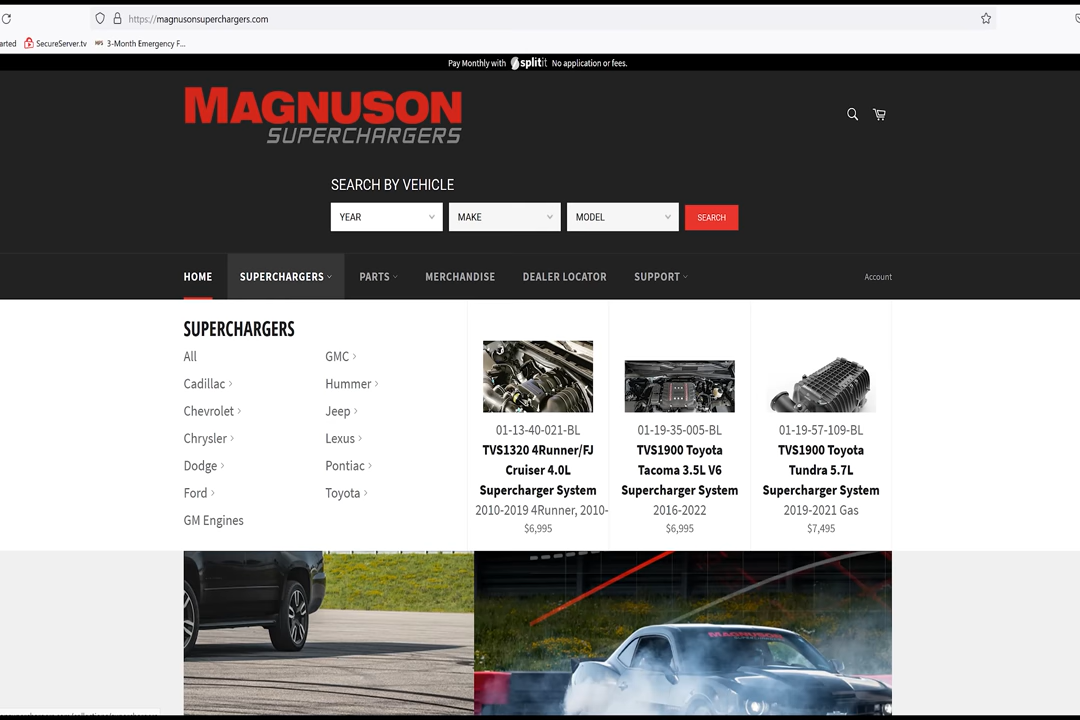 https://magnusonsuperchargers.com
arted SecureServer.tv MPS 3-Month Emergency F...
Pay Monthly with splitit No application or fees.
MAGNUSON
SUPERCHARGERS
SEARCH BY VEHICLE
YEAR MAKE MODEL SEARCH
HOME SUPERCHARGERS PARTS MERCHANDISE DEALER LOCATOR SUPPORT Account
SUPERCHARGERS
All
Cadillac
Chevrolet
Chrysler
Dodge
Ford
GM Engines
GMC
Hummer
Jeep
Lexus
Pontiac
Toyota
01-13-40-021-BL
TVS1320 4Runner/FJ
Cruiser 4.0L
Supercharger System
2010-2019 4Runner, 2010-
$6,995
01-19-35-005-BL
TVS1900 Toyota
Tacoma 3.5L V6
Supercharger System
2016-2022
$6,995
01-19-57-109-BL
TVS1900 Toyota
Tundra 5.7L
Supercharger System
2019-2021 Gas
$7,495
MAGNUSON